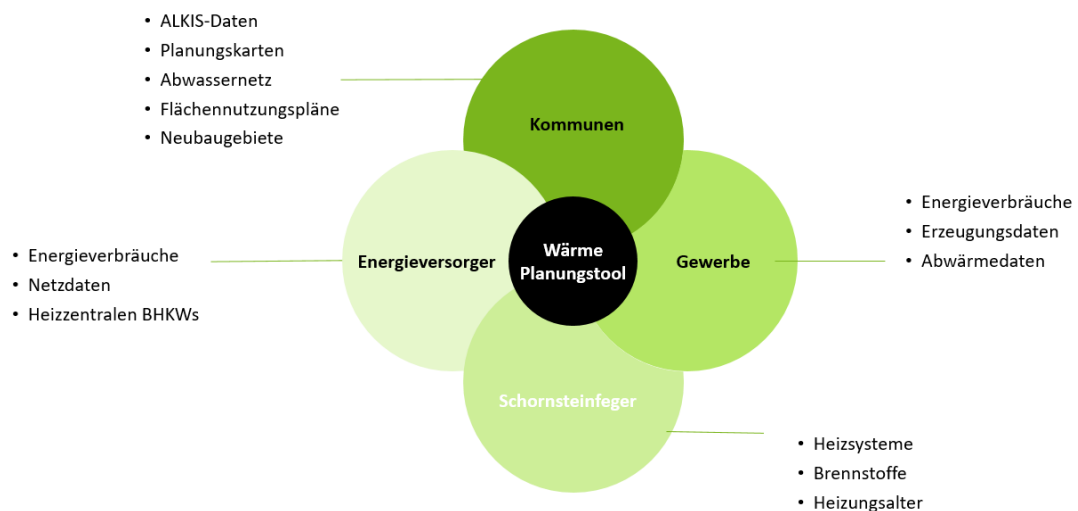 • ALKIS-Daten
• Planungskarten
• Abwassernetz
• Flächennutzungspläne
• Neubaugebiete
Kommunen
• Energieverbräuche
• Netzdaten
• Heizzentralen BHKWs
Energieversorger
Wärme
Planungstool
Gewerbe
• Energieverbräuche
• Erzeugungsdaten
• Abwärmedaten
Schornsteinfeger
• Heizsysteme
• Brennstoffe
• Heizungsalter